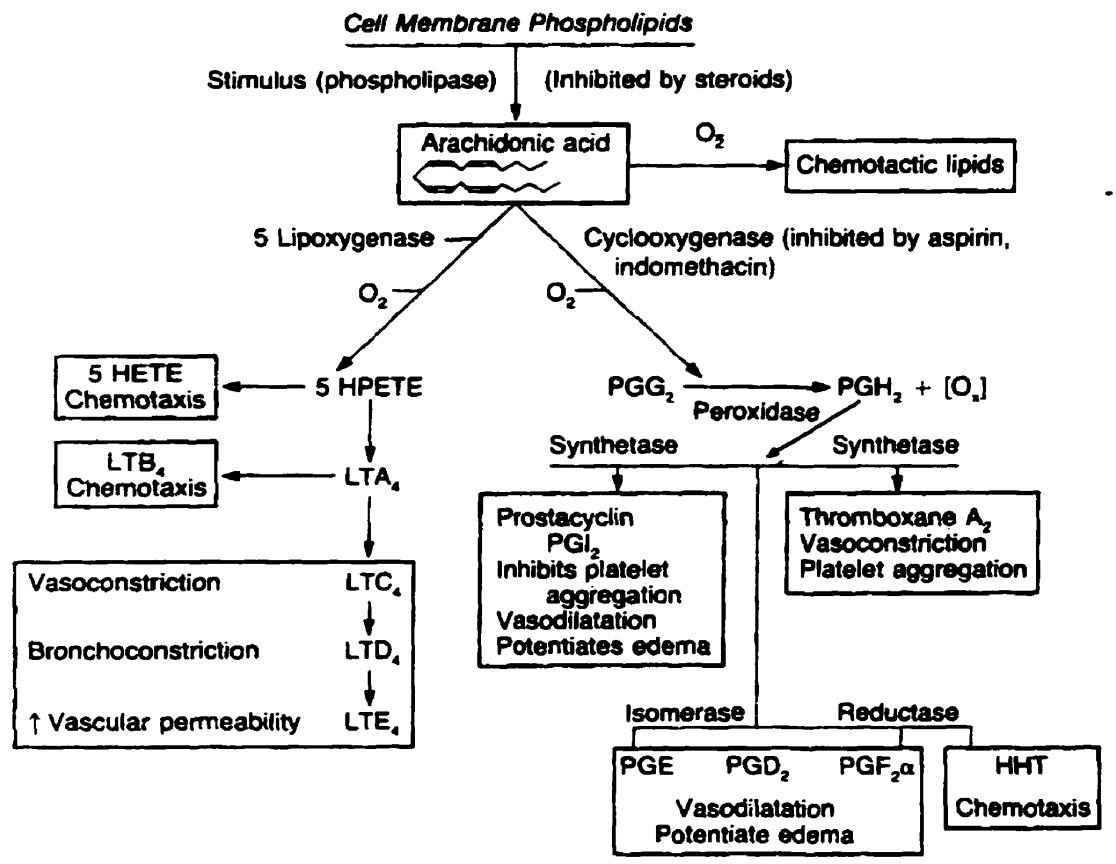 Cell Membrane Phospholipids
Stimulus (phospholipase) (Inhibited by steroids)
Arachidonic acid
O₂
Chemotactic lipids
5 Lipoxygenase
Cyclooxygenase (inhibited by aspirin,
indomethacin)
O₂
O₂
5 HETE
Chemotaxis
5 HPETE
PGG₂
Peroxidase
PGH₂ + [Oₓ]
LTB₄
Chemotaxis
LTA₄
Synthetase
Synthetase
Prostacyclin
PGI₂
Inhibits platelet
aggregation
Vasodilatation
Potentiates edema
Thromboxane A₂
Vasoconstriction
Platelet aggregation
Vasoconstriction LTC₄
Bronchoconstriction LTD₄
↑ Vascular permeability LTE₄
Isomerase
Reductase
PGE PGD₂ PGF₂α
Vasodilatation
Potentiate edema
HHT
Chemotaxis